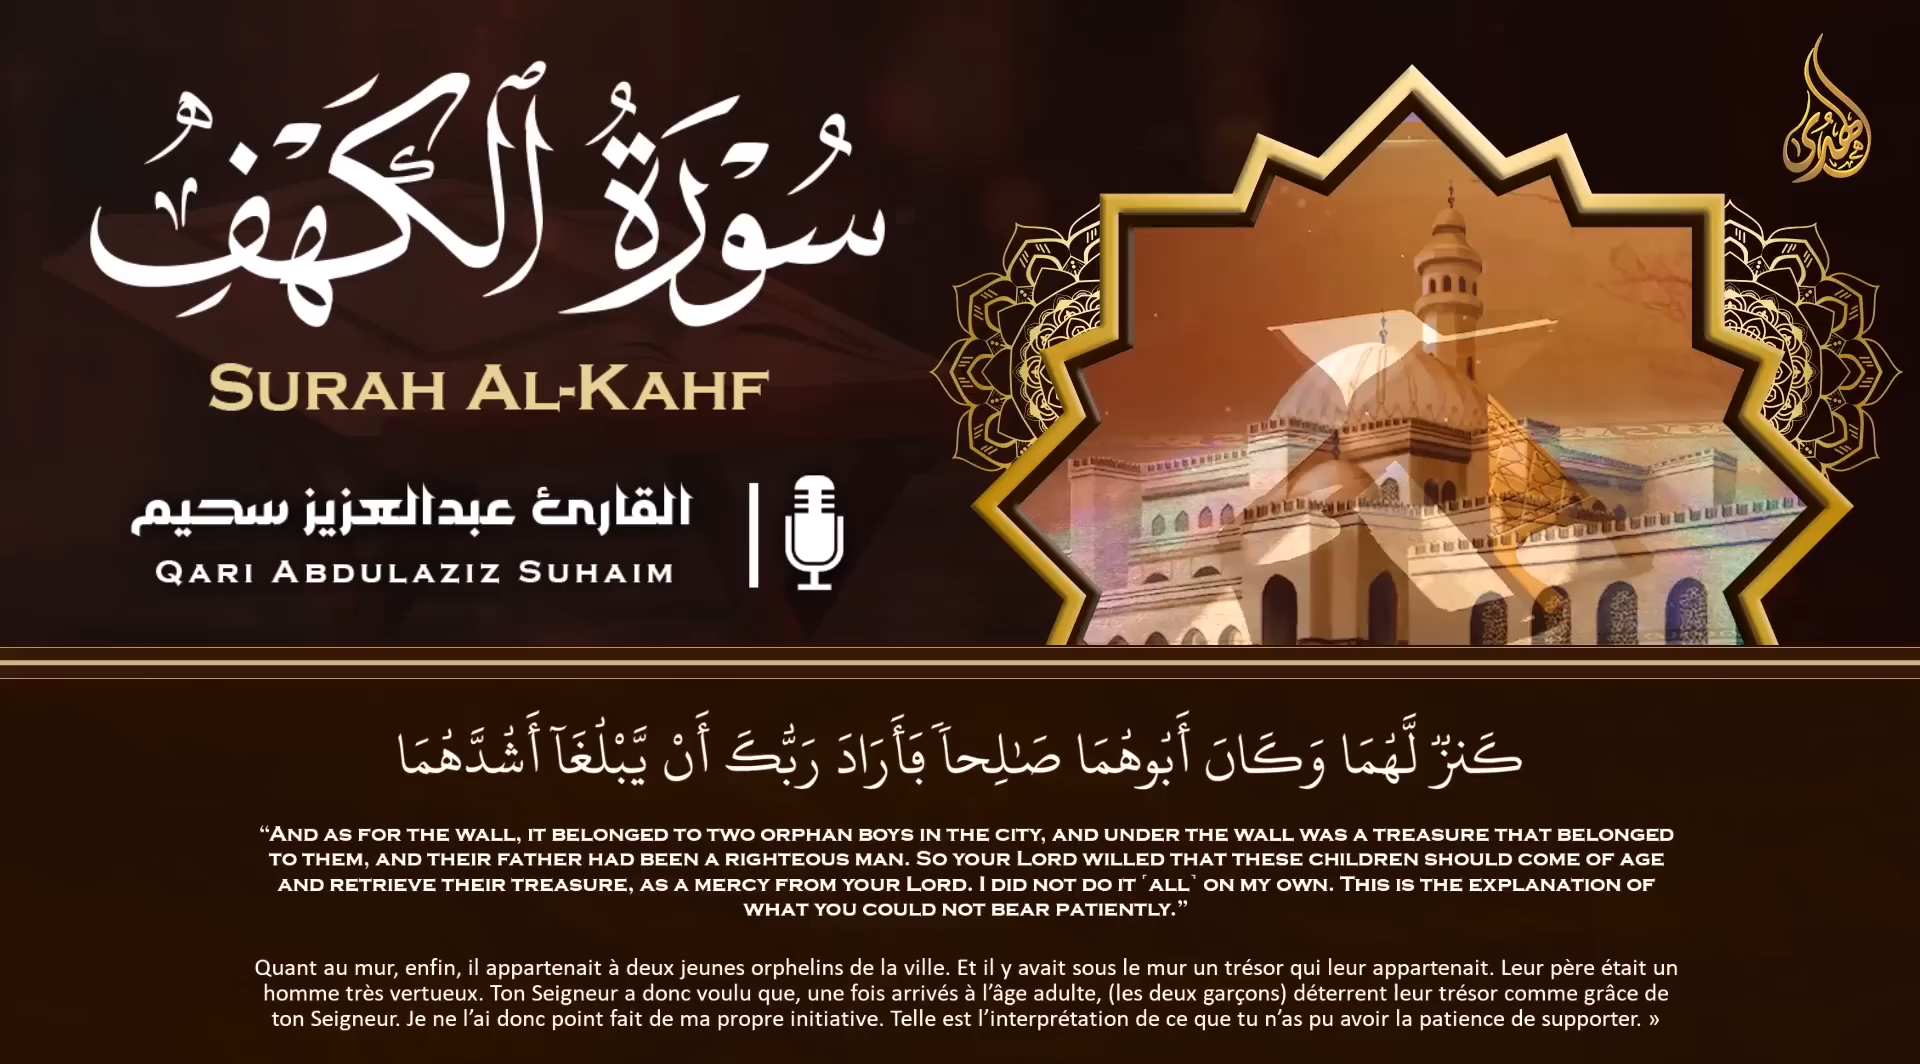 سُورَةُ ٱلْكَهْفِ
SURAH AL-KAHF
القارئ عبدالعزيز سحيم
QARI ABDULAZIZ SUHAIM
الهدى
كَنزٌ لَّهُمَا وَكَانَ أَبُوهُمَا صَـٰلِحاً فَأَرَادَ رَبُّكَ أَنْ يَّبْلُغَآ أَشُدَّهُمَا
“AND AS FOR THE WALL, IT BELONGED TO TWO ORPHAN BOYS IN THE CITY, AND UNDER THE WALL WAS A TREASURE THAT BELONGED
TO THEM, AND THEIR FATHER HAD BEEN A RIGHTEOUS MAN. SO YOUR LORD WILLED THAT THESE CHILDREN SHOULD COME OF AGE
AND RETRIEVE THEIR TREASURE, AS A MERCY FROM YOUR LORD. I DID NOT DO IT ˹ALL˺ ON MY OWN. THIS IS THE EXPLANATION OF
WHAT YOU COULD NOT BEAR PATIENTLY.”
Quant au mur, enfin, il appartenait à deux jeunes orphelins de la ville. Et il y avait sous le mur un trésor qui leur appartenait. Leur père était un
homme très vertueux. Ton Seigneur a donc voulu que, une fois arrivés à l’âge adulte, (les deux garçons) déterrent leur trésor comme grâce de
ton Seigneur. Je ne l’ai donc point fait de ma propre initiative. Telle est l’interprétation de ce que tu n’as pu avoir la patience de supporter. »